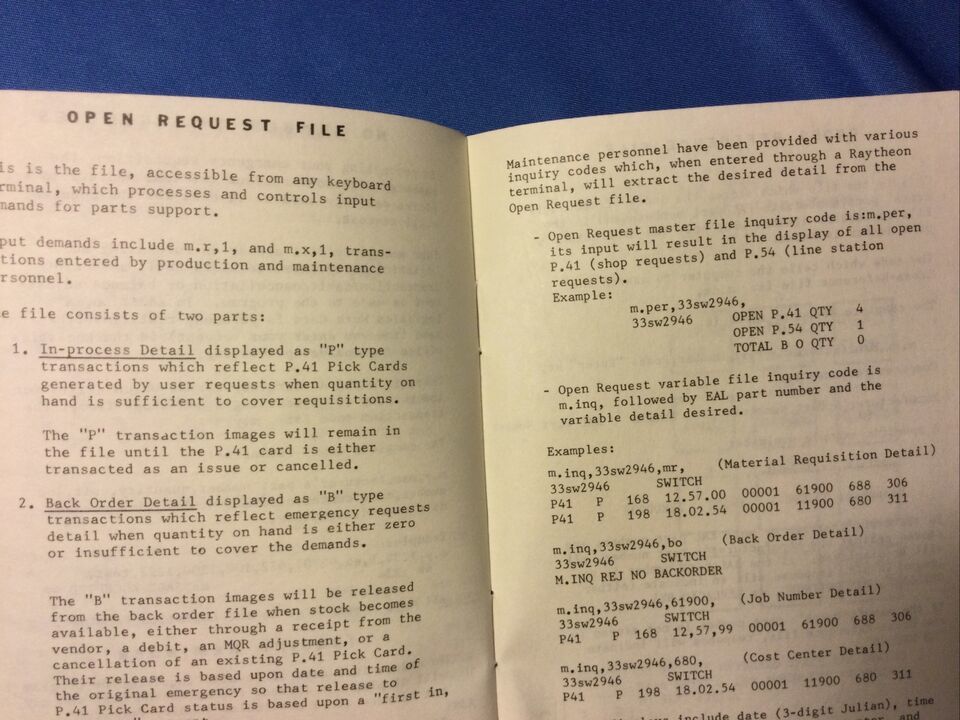 OPEN REQUEST FILE
is is the file, accessible from any keyboard
rminal, which processes and controls input
mands for parts support.
put demands include m.r,1, and m.x,1, trans-
tions entered by production and maintenance
rsonnel.
e file consists of two parts:
1. In-process Detail displayed as "P" type
transactions which reflect P.41 Pick Cards
generated by user requests when quantity on
hand is sufficient to cover requisitions.
The "P" transaction images will remain in
the file until the P.41 card is either
transacted as an issue or cancelled.
2. Back Order Detail displayed as "B" type
transactions which reflect emergency requests
detail when quantity on hand is either zero
or insufficient to cover the demands.
The "B" transaction images will be released
from the back order file when stock becomes
available, either through a receipt from the
vendor, a debit, an MQR adjustment, or a
cancellation of an existing P.41 Pick Card.
Their release is based upon date and time of
the original emergency so that release to
P.41 Pick Card status is based upon a "first in,
Maintenance personnel have been provided with various
inquiry codes which, when entered through a Raytheon
terminal, will extract the desired detail from the
Open Request file.
- Open Request master file inquiry code is:m.per,
its input will result in the display of all open
P.41 (shop requests) and P.54 (line station
requests).
Example:
m.per,33sw2946,
33sw2946 OPEN P.41 QTY 4
OPEN P.54 QTY 1
TOTAL B O QTY 0
- Open Request variable file inquiry code is
m.inq, followed by EAL part number and the
variable detail desired.
Examples:
m.inq,33sw2946,mr, (Material Requisition Detail)
33sw2946 SWITCH
P41 P 168 12.57.00 00001 61900 688 306
P41 P 198 18.02.54 00001 11900 680 311
m.inq,33sw2946,bo (Back Order Detail)
33sw2946 SWITCH
M.INQ REJ NO BACKORDER
m.inq,33sw2946,61900, (Job Number Detail)
33sw2946 SWITCH
P41 P 168 12,57,99 00001 61900 688 306
m.inq,33sw2946,680, (Cost Center Detail)
33sw2946 SWITCH
P41 P 198 18.02.54 00001 11900 680 311
include date (3-digit Julian), time